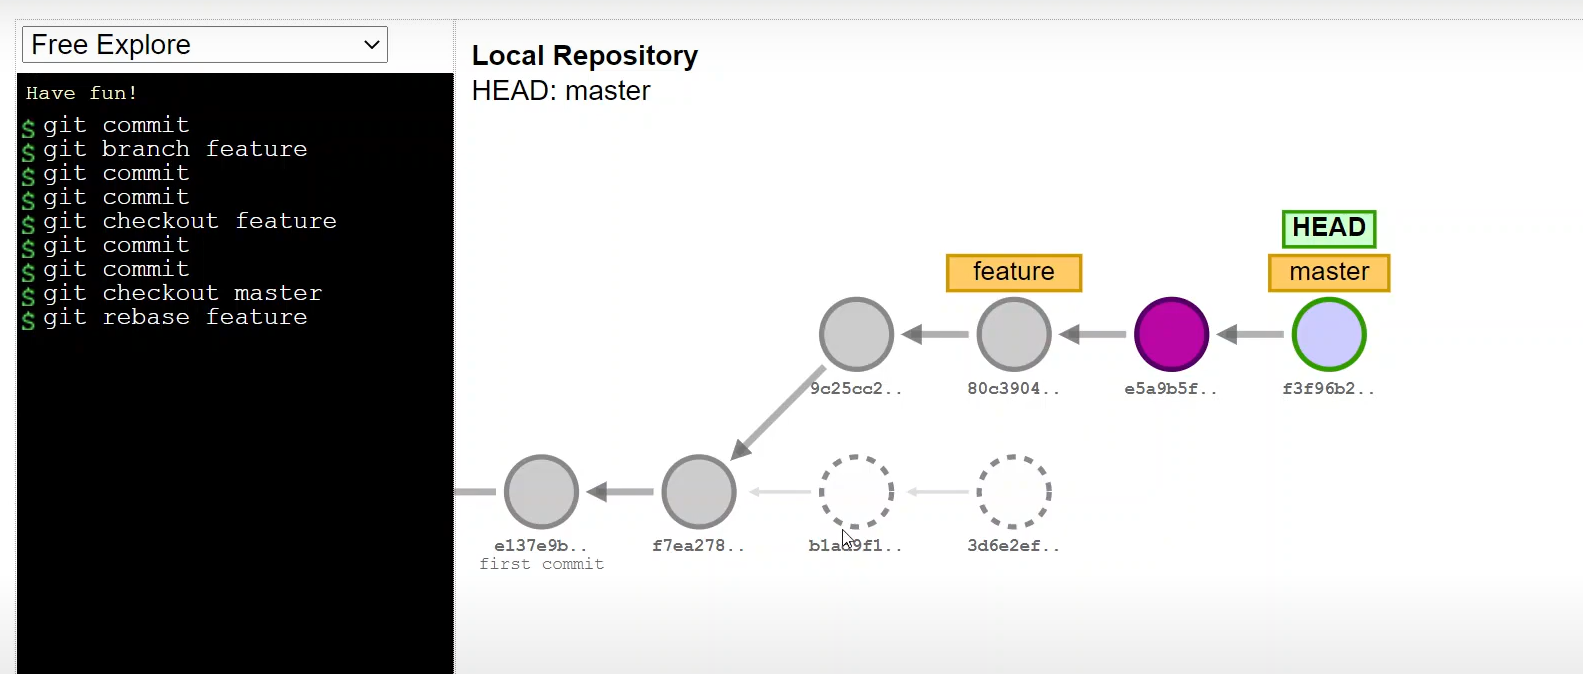 Free Explore
Have fun!
$ git commit
$ git branch feature
$ git commit
$ git commit
$ git checkout feature
$ git commit
$ git commit
$ git checkout master
$ git rebase feature
Local Repository
HEAD: master
HEAD
feature
master
9c25cc2..
80c3904..
e5a9b5f..
f3f96b2..
e137e9b..
first commit
f7ea278..
3d6e2ef..